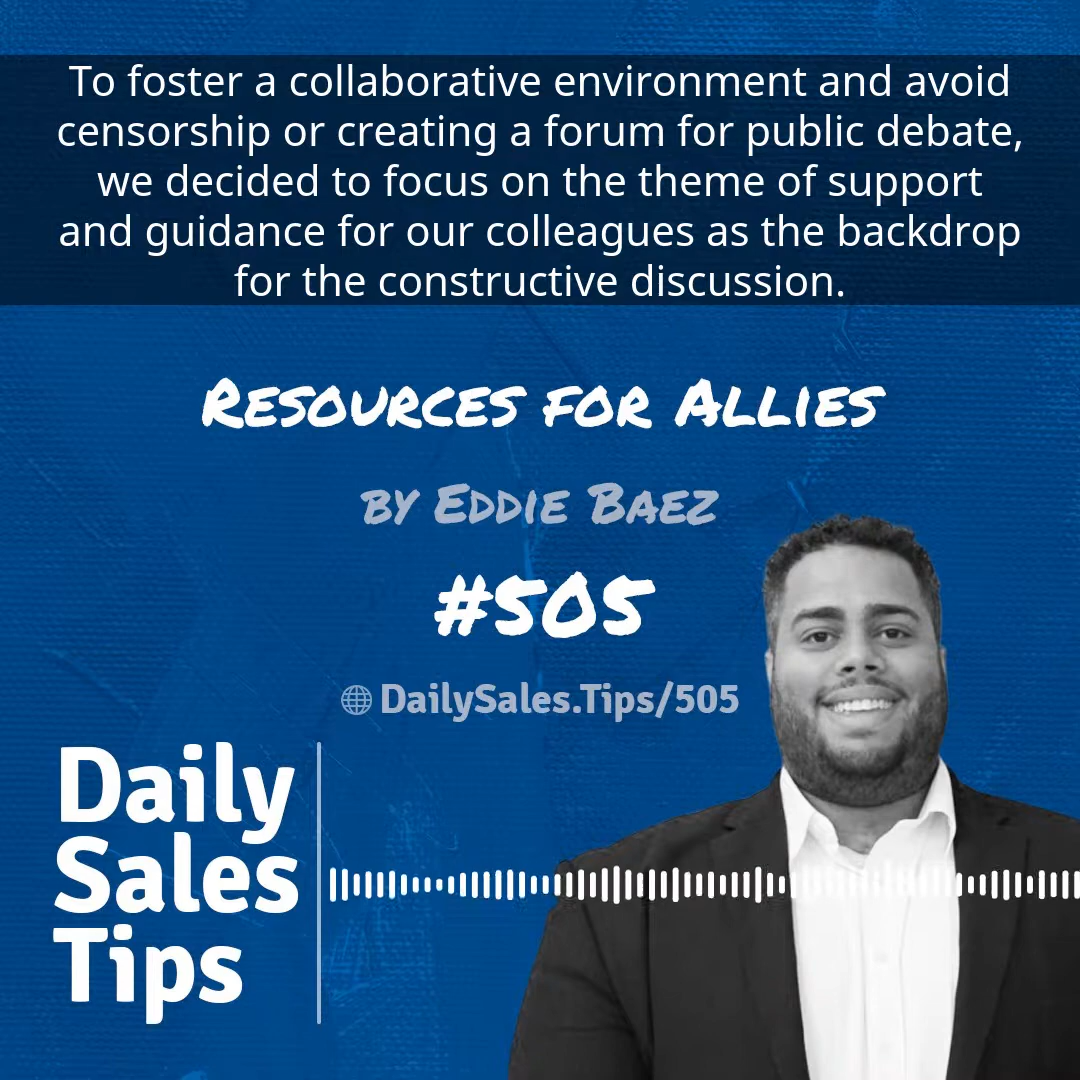 To foster a collaborative environment and avoid
censorship or creating a forum for public debate,
we decided to focus on the theme of support
and guidance for our colleagues as the backdrop
for the constructive discussion.
RESOURCES FOR ALLIES
BY EDDIE BAEZ
#505
DailySales.Tips/505
Daily
Sales
Tips